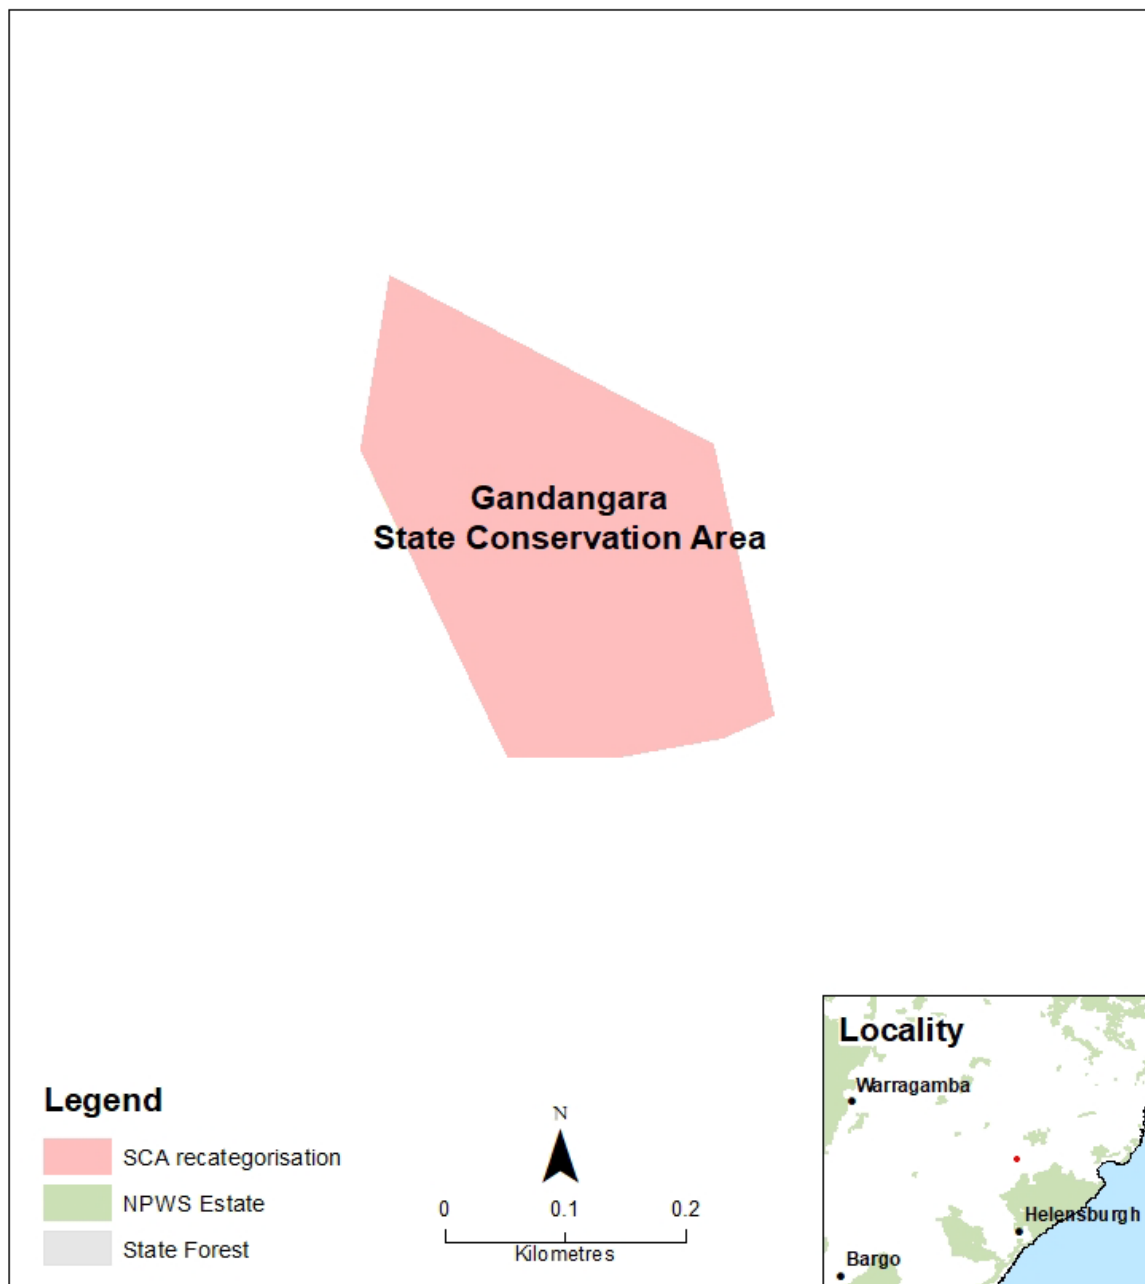 Gandangara
State Conservation Area
Locality
Warragamba
Helensburgh
Bargo
Legend
SCA recategorisation
NPWS Estate
State Forest
N
0 0.1 0.2
Kilometres